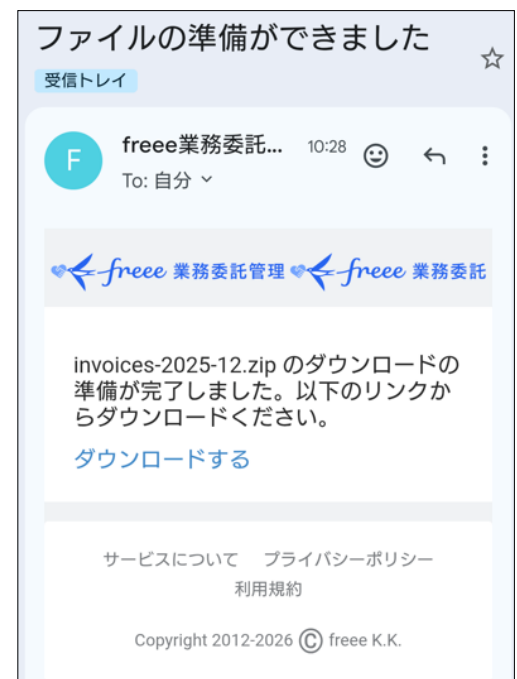 ファイルの準備ができました
受信トレイ
F
freee業務委託... 10:28
To: 自分
freee 業務委託管理 freee 業務委託
invoices-2025-12.zip のダウンロードの
準備が完了しました。以下のリンクか
らダウンロードください。
ダウンロードする
サービスについて プライバシーポリシー
利用規約
Copyright 2012-2026 Ⓒ freee K.K.